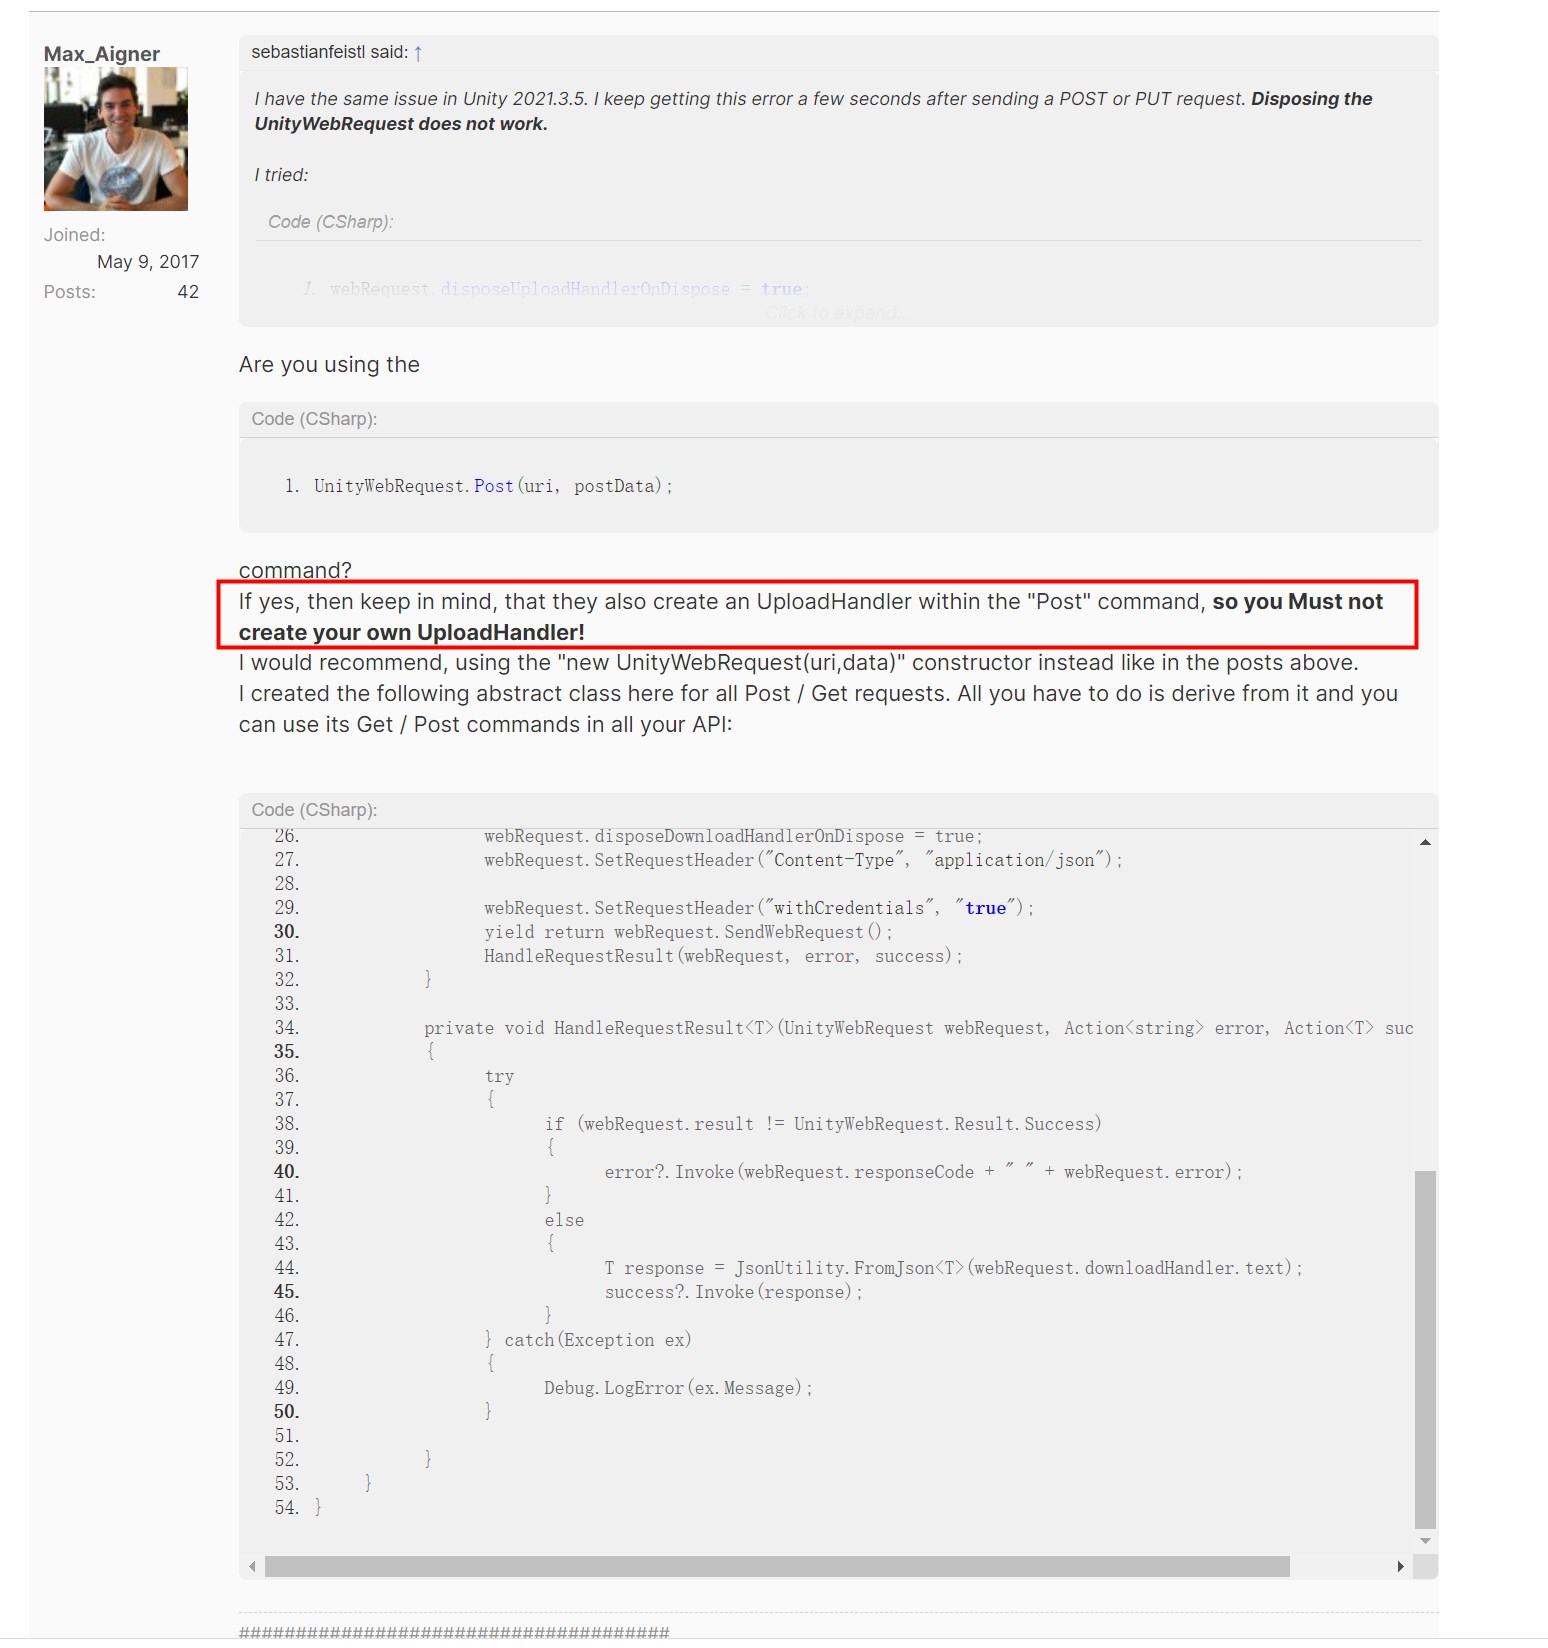 Max_Aigner
Joined:
May 9, 2017
Posts: 42
sebastianfeistl said: ↑
I have the same issue in Unity 2021.3.5. I keep getting this error a few seconds after sending a POST or PUT request. Disposing the
UnityWebRequest does not work.
I tried:
Code (CSharp):
1. webRequest.disposeUploadHandlerOnDispose = true;
Click to expand...
Are you using the
Code (CSharp):
1. UnityWebRequest.Post(uri, postData);
command?
If yes, then keep in mind, that they also create an UploadHandler within the "Post" command, so you Must not
create your own UploadHandler!
I would recommend, using the "new UnityWebRequest(uri,data)" constructor instead like in the posts above.
I created the following abstract class here for all Post / Get requests. All you have to do is derive from it and you
can use its Get / Post commands in all your API:
Code (CSharp):
26. webRequest.disposeDownloadHandlerOnDispose = true;
27. webRequest.SetRequestHeader("Content-Type", "application/json");
28.
29. webRequest.SetRequestHeader("withCredentials", "true");
30. yield return webRequest.SendWebRequest();
31. HandleRequestResult(webRequest, error, success);
32. }
33.
34. private void HandleRequestResult<T>(UnityWebRequest webRequest, Action<string> error, Action<T> suc
35. {
36. try
37. {
38. if (webRequest.result != UnityWebRequest.Result.Success)
39. {
40. error?.Invoke(webRequest.responseCode + " " + webRequest.error);
41. }
42. else
43. {
44. T response = JsonUtility.FromJson<T>(webRequest.downloadHandler.text);
45. success?.Invoke(response);
46. }
47. } catch(Exception ex)
48. {
49. Debug.LogError(ex.Message);
50. }
51.
52. }
53. }
54. }
######################################